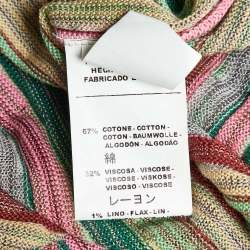 FABRICADO
67% COTONE - COTTON -
COTON - BAUMWOLLE -
ALGODÓN - ALGODÃO
綿
32% VISCOSA - VISCOSE -
VISCOSE - VISKOSE -
VISCOSO - VISCOSE
レーヨン
1% LINO - FLAX - LIN -